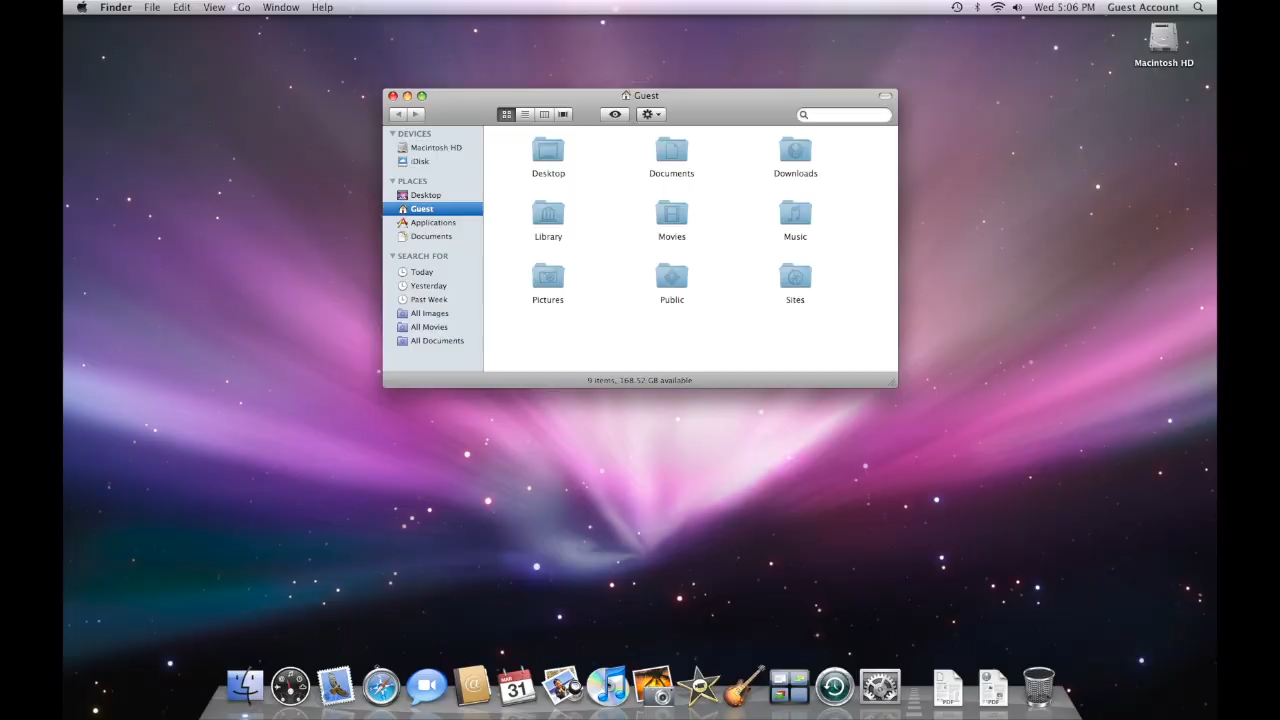 Finder File Edit View Go Window Help Wed 5:06 PM Guest Account
Macintosh HD
Guest
DEVICES
Macintosh HD
iDisk
PLACES
Desktop
Guest
Applications
Documents
SEARCH FOR
Today
Yesterday
Past Week
All Images
All Movies
All Documents
Desktop Documents Downloads
Library Movies Music
Pictures Public Sites
9 items, 168.52 GB available
@
31
PDF PDF